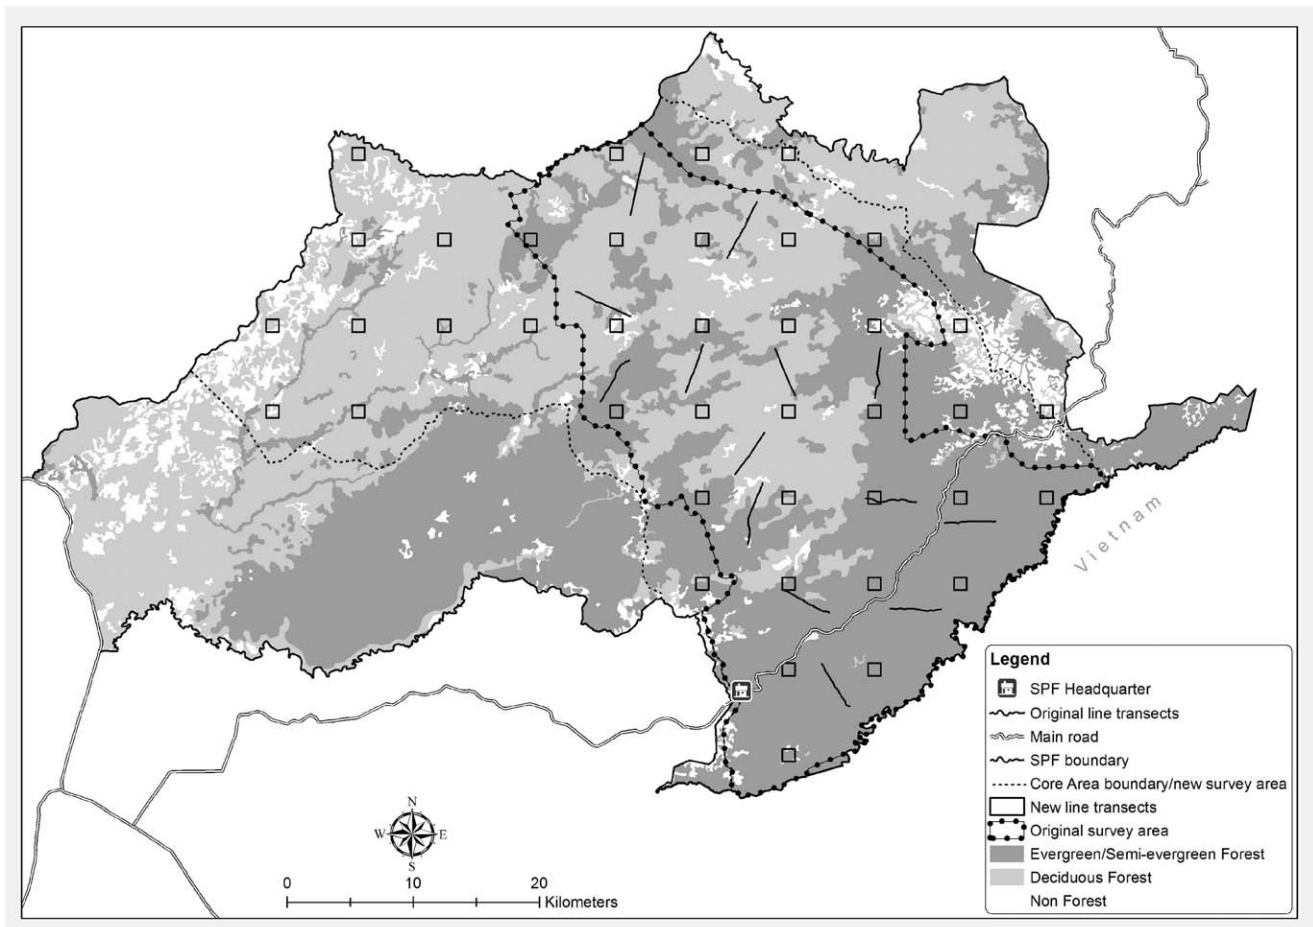 Vietnam
Legend
SPF Headquarter
Original line transects
Main road
SPF boundary
Core Area boundary/new survey area
New line transects
Original survey area
Evergreen/Semi-evergreen Forest
Deciduous Forest
Non Forest
N
W E
S
0 10 20
Kilometers